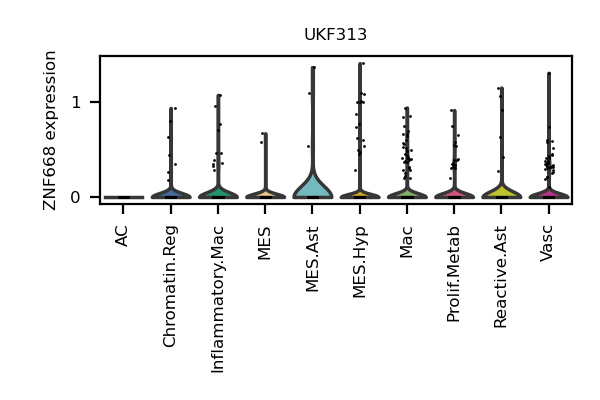 UKF313
ZNF668 expression
1
0
AC
Chromatin.Reg
Inflammatory.Mac
MES
MES.Ast
MES.Hyp
Mac
Prolif.Metab
Reactive.Ast
Vasc